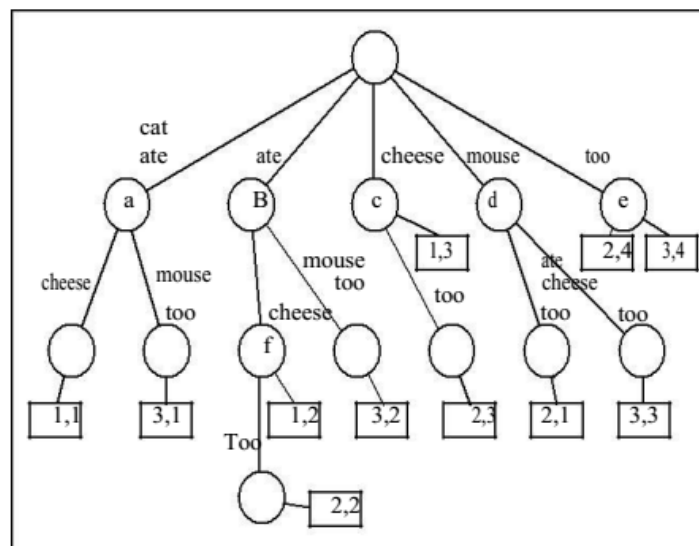 cat
ate
ate
cheese
mouse
too
a
B
c
d
e
1,3
2,4
3,4
cheese
mouse
too
mouse
too
cheese
too
ate
cheese
too
too
f
1,1
3,1
1,2
3,2
2,3
2,1
3,3
Too
2,2